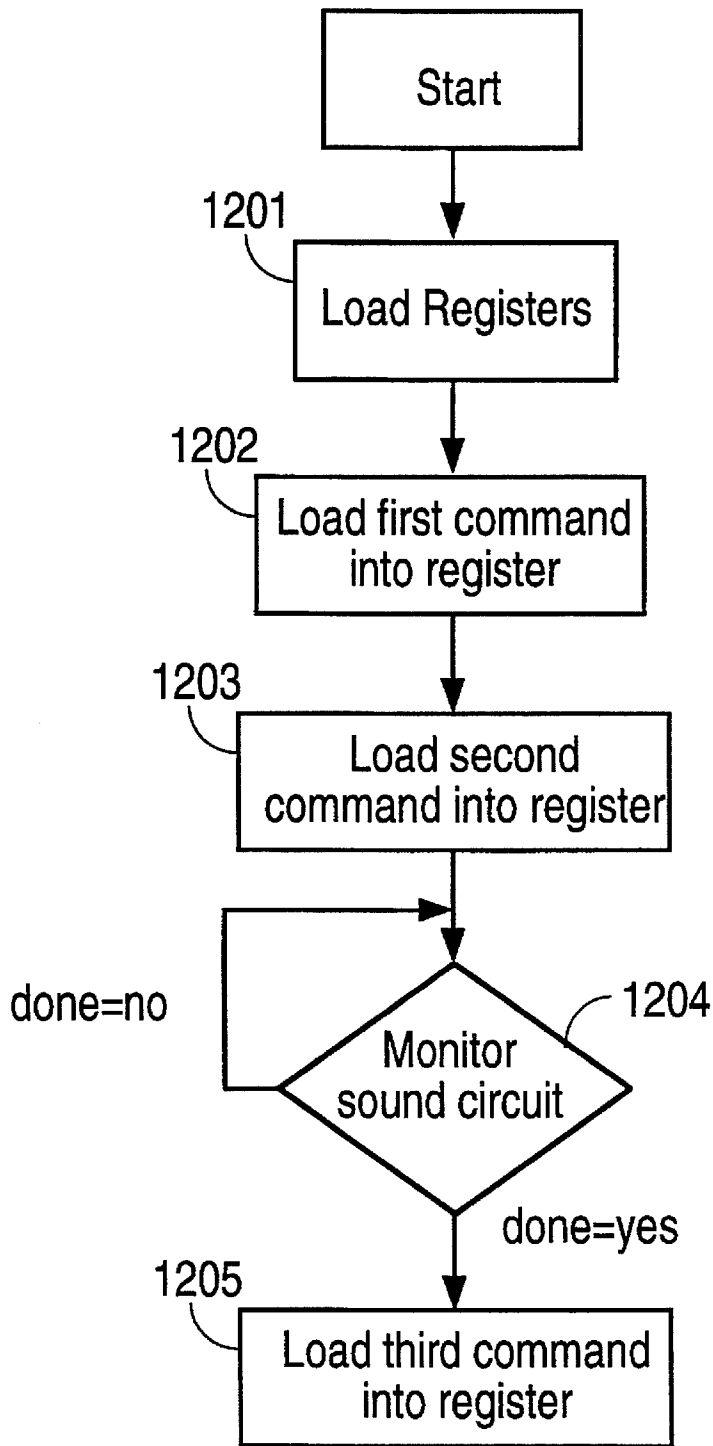 Start
1201
Load Registers
1202
Load first command
into register
1203
Load second
command into register
done=no
1204
Monitor
sound circuit
done=yes
1205
Load third command
into register